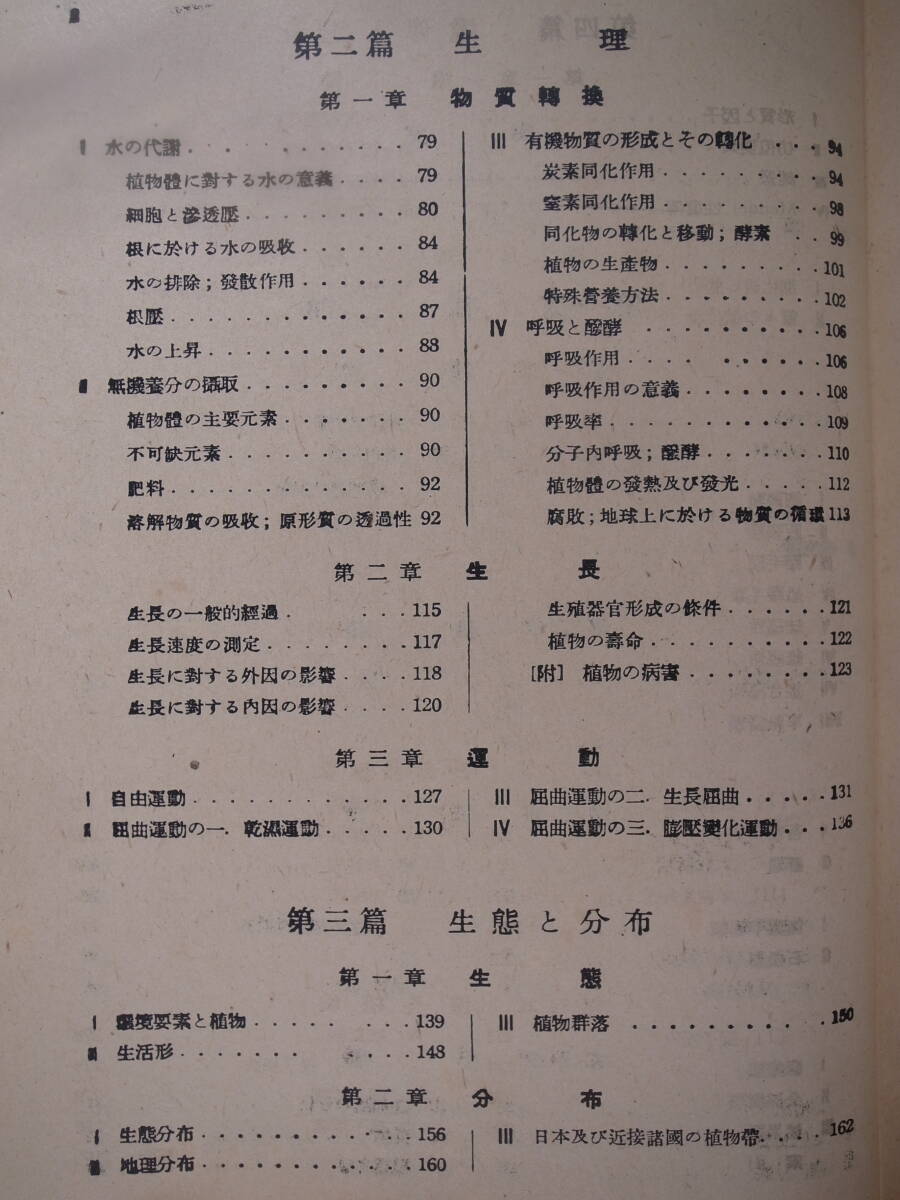 第二篇 生理
第一章 物質轉換
I 水の代謝 79
植物體に對する水の意義 79
細胞と滲透壓 80
根に於ける水の吸收 84
水の排除；發散作用 84
根壓 87
水の上昇 88
II 無機養分の攝取 90
植物體の主要元素 90
不可缺元素 90
肥料 92
溶解物質の吸收；原形質の透過性 92
III 有機物質の形成とその轉化 94
炭素同化作用 94
窒素同化作用 98
同化物の轉化と移動；酵素 99
植物の生產物 101
特殊營養方法 102
IV 呼吸と醱酵 106
呼吸作用 106
呼吸作用の意義 108
呼吸率 109
分子內呼吸；醱酵 110
植物體の發熱及び發光 112
腐敗；地球上に於ける物質の循環 113
第二章 生長
生長の一般的經過 115
生長速度の測定 117
生長に對する外因の影響 118
生長に對する內因の影響 120
生殖器官形成の條件 121
植物の壽命 122
［附］ 植物の病害 123
第三章 運動
I 自由運動 127
II 屈曲運動の一．乾濕運動 130
III 屈曲運動の二．生長屈曲 131
IV 屈曲運動の三．膨壓變化運動 136
第三篇 生態と分布
第一章 生態
I 環境要素と植物 139
II 生活形 148
III 植物群落 150
第二章 分布
I 生態分布 156
II 地理分布 160
III 日本及び近接諸國の植物帶 162